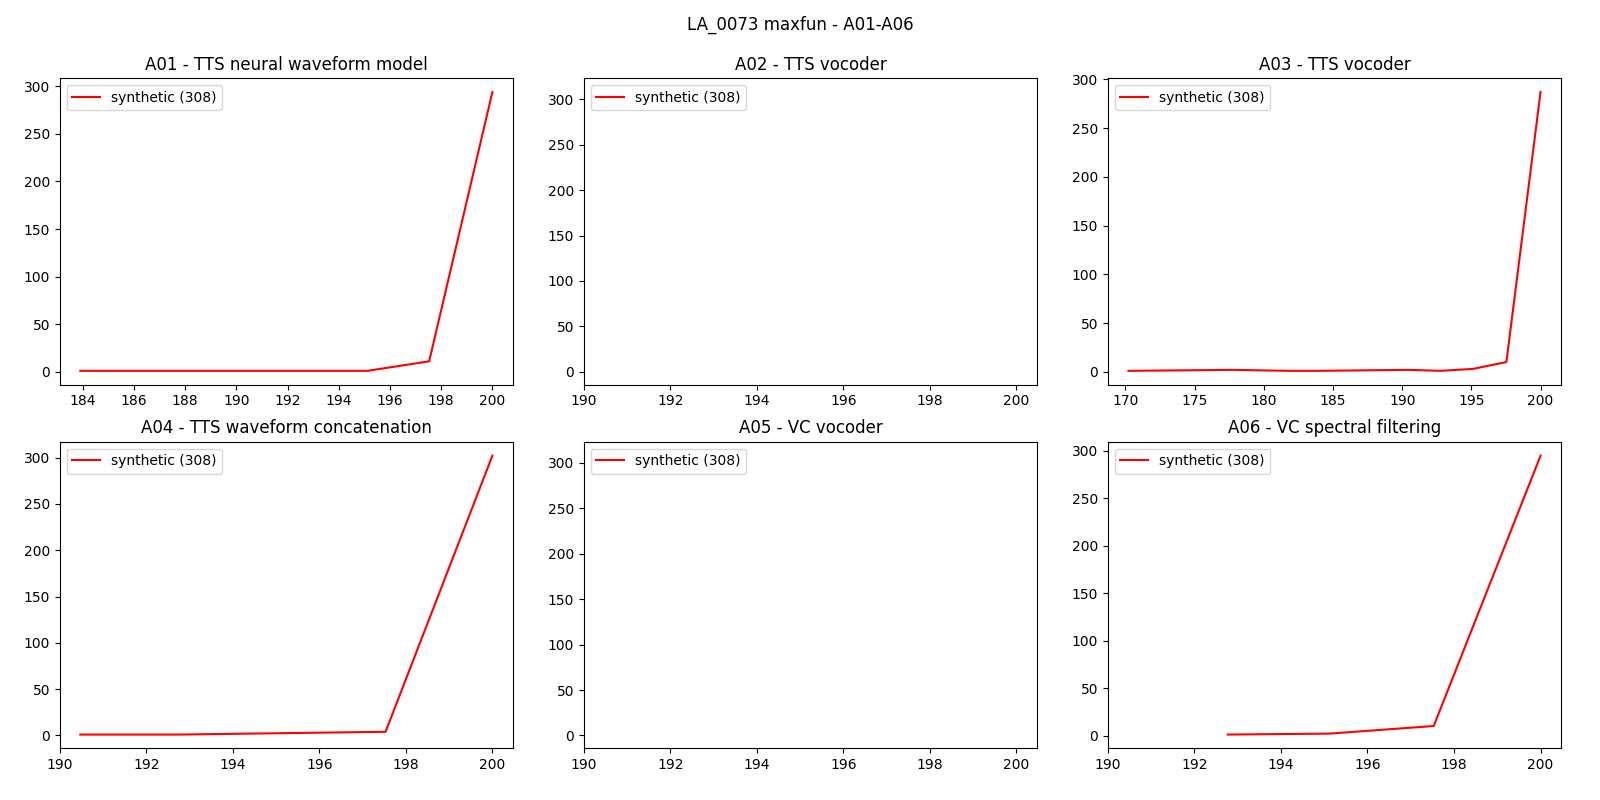 LA_0073 maxfun - A01-A06
A01 - TTS neural waveform model
synthetic (308)
300
250
200
150
100
50
0
184 186 188 190 192 194 196 198 200
A02 - TTS vocoder
synthetic (308)
300
250
200
150
100
50
0
190 192 194 196 198 200
A03 - TTS vocoder
synthetic (308)
300
250
200
150
100
50
0
170 175 180 185 190 195 200
A04 - TTS waveform concatenation
synthetic (308)
300
250
200
150
100
50
0
190 192 194 196 198 200
A05 - VC vocoder
synthetic (308)
300
250
200
150
100
50
0
190 192 194 196 198 200
A06 - VC spectral filtering
synthetic (308)
300
250
200
150
100
50
0
190 192 194 196 198 200